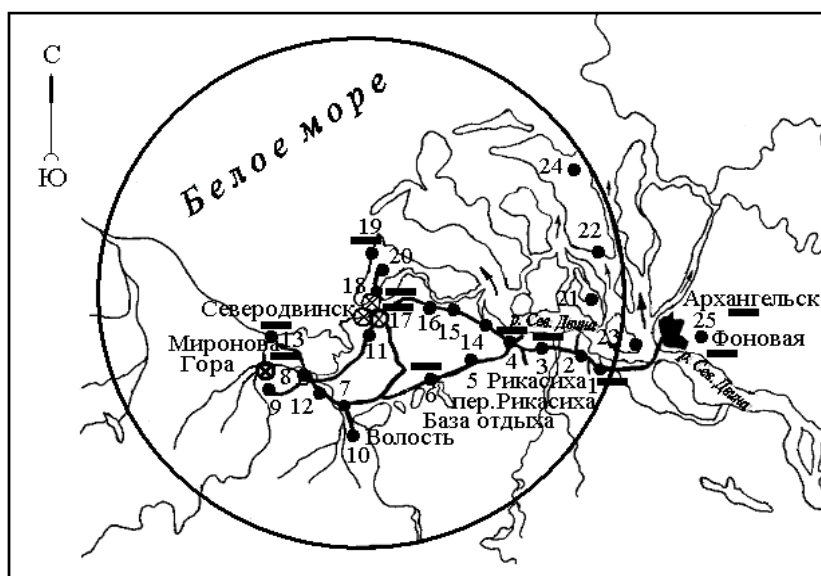 С
Ю
Белое море
24
19
20
22
18
21
Северодвинск
17
16
15
р. Сев. Двина
Архангельск
25
Фоновая
23
Миронова
Гора
13
11
8
9
12
7
10
Волость
14
6
5
4
3
2
1
Рикасиха
пер.Рикасиха
База отдыха
р. Сев. Двина